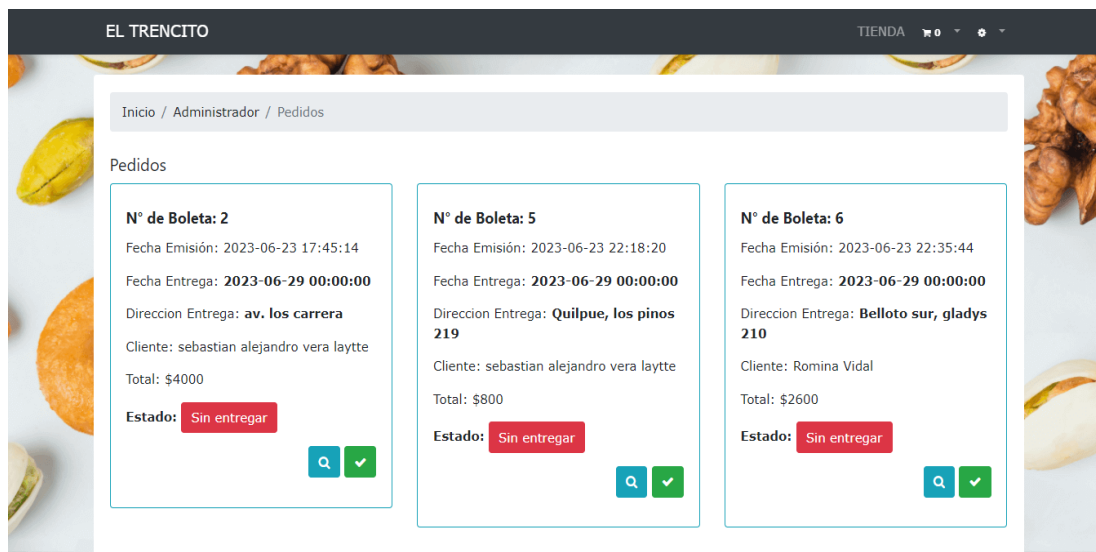 EL TRENCITO
TIENDA 0
Inicio / Administrador / Pedidos
Pedidos
N° de Boleta: 2
Fecha Emisión: 2023-06-23 17:45:14
Fecha Entrega: 2023-06-29 00:00:00
Direccion Entrega: av. los carrera
Cliente: sebastian alejandro vera laytte
Total: $4000
Estado: Sin entregar
N° de Boleta: 5
Fecha Emisión: 2023-06-23 22:18:20
Fecha Entrega: 2023-06-29 00:00:00
Direccion Entrega: Quilpue, los pinos
219
Cliente: sebastian alejandro vera laytte
Total: $800
Estado: Sin entregar
N° de Boleta: 6
Fecha Emisión: 2023-06-23 22:35:44
Fecha Entrega: 2023-06-29 00:00:00
Direccion Entrega: Belloto sur, gladys
210
Cliente: Romina Vidal
Total: $2600
Estado: Sin entregar